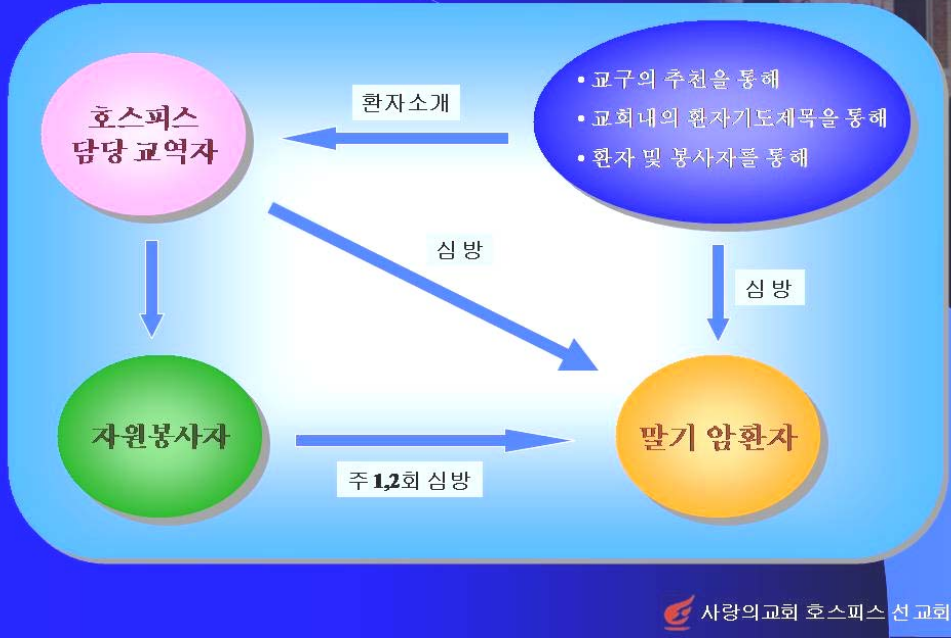 호스피스
담당 교역자
환자소개
• 교구의 추천을 통해
• 교회내의 환자기도제목을 통해
• 환자 및 봉사자를 통해
심 방
심 방
자원봉사자
주 1,2회 심방
말기 암환자
사랑의교회 호스피스 선교회